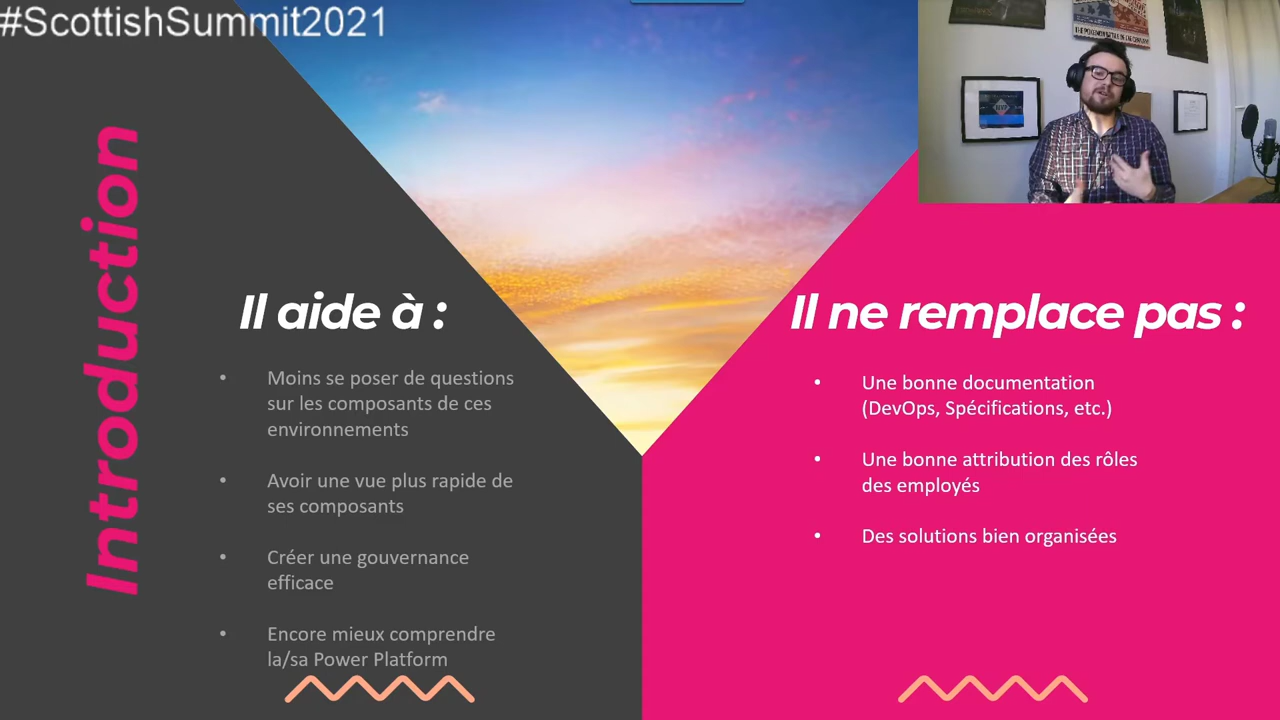 #ScottishSummit2021
Introduction
Il aide à :
• Moins se poser de questions
sur les composants de ces
environnements
• Avoir une vue plus rapide de
ses composants
• Créer une gouvernance
efficace
• Encore mieux comprendre
la/sa Power Platform
Il ne remplace pas :
• Une bonne documentation
(DevOps, Spécifications, etc.)
• Une bonne attribution des rôles
des employés
• Des solutions bien organisées